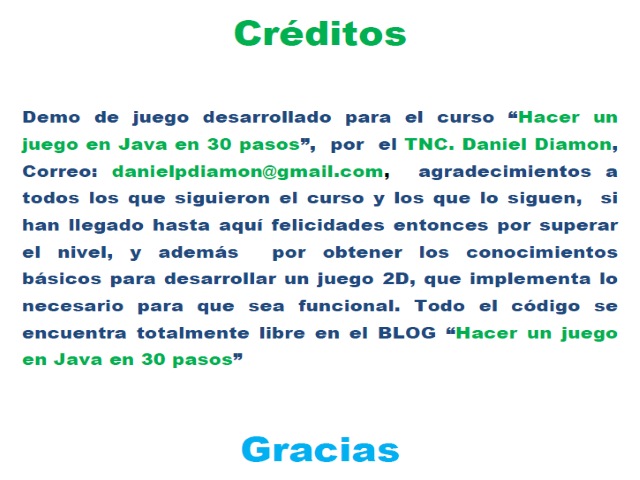 Créditos
Demo de juego desarrollado para el curso “Hacer un
juego en Java en 30 pasos”, por el TNC. Daniel Diamon,
Correo: danielpdiamon@gmail.com, agradecimientos a
todos los que siguieron el curso y los que lo siguen, si
han llegado hasta aquí felicidades entonces por superar
el nivel, y además por obtener los conocimientos
básicos para desarrollar un juego 2D, que implementa lo
necesario para que sea funcional. Todo el código se
encuentra totalmente libre en el BLOG “Hacer un juego
en Java en 30 pasos”
Gracias